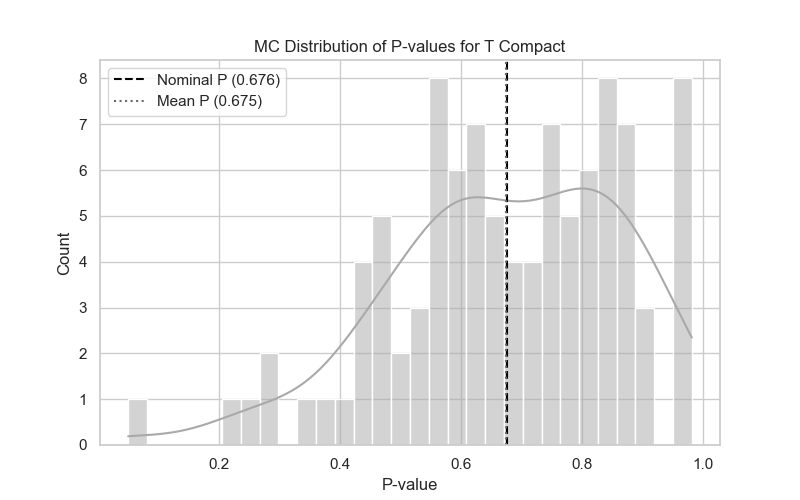 MC Distribution of P-values for T Compact
Nominal P (0.676)
Mean P (0.675)
Count
8
7
6
5
4
3
2
1
0
0.2 0.4 0.6 0.8 1.0
P-value